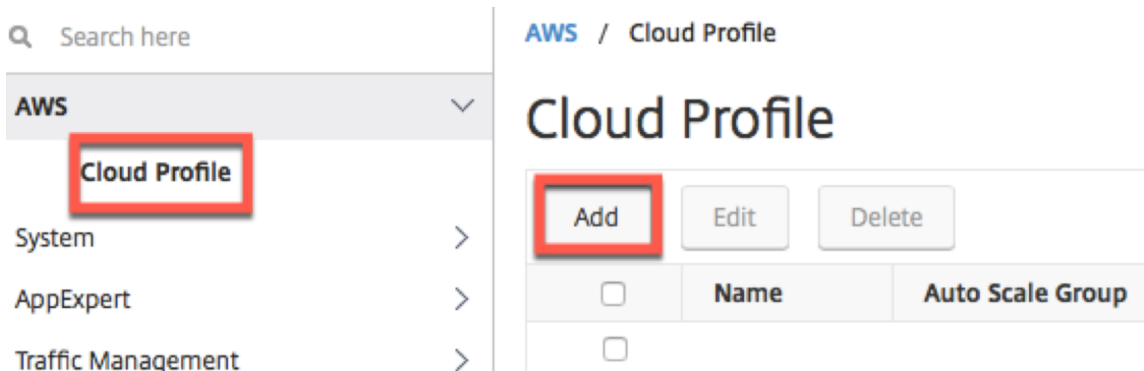 Search here
AWS
Cloud Profile
System
AppExpert
Traffic Management
AWS / Cloud Profile
Cloud Profile
Add Edit Delete
Name Auto Scale Group